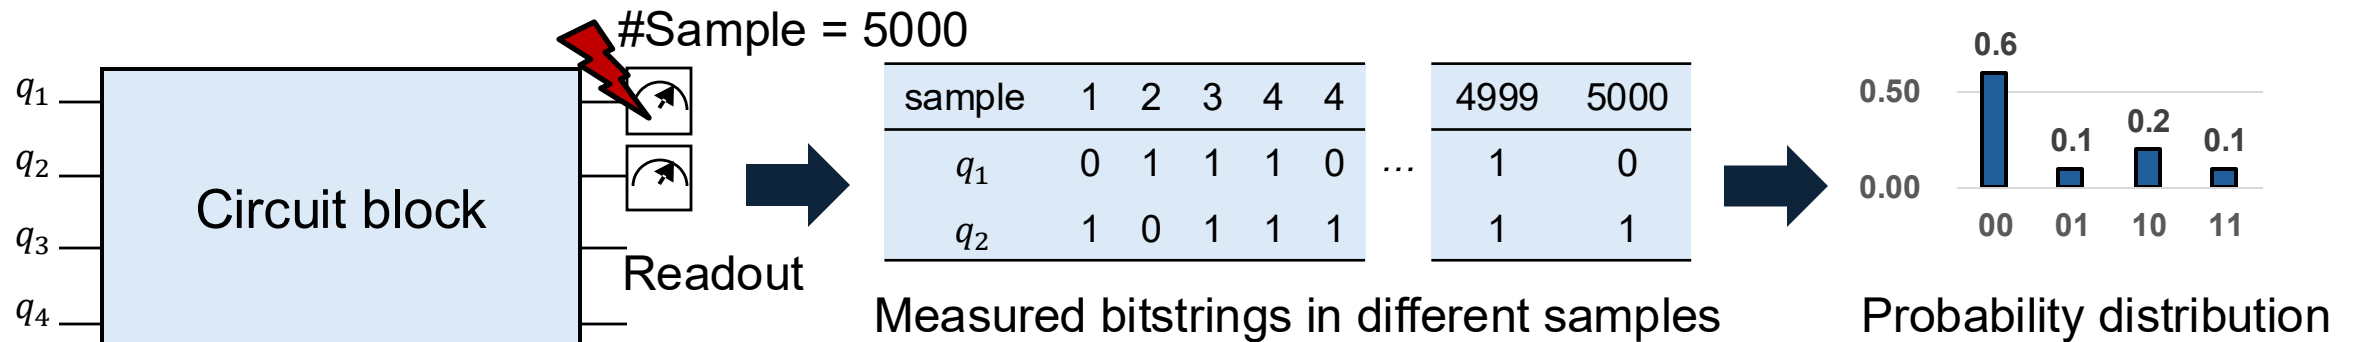 #Sample = 5000
q₁
q₂
q₃
q₄
Circuit block
Readout
sample 1 2 3 4 4 4999 5000
q₁ 0 1 1 1 0 ... 1 0
q₂ 1 0 1 1 1 1 1
Measured bitstrings in different samples
0.6
0.50
0.1
0.2
0.1
0.00
00 01 10 11
Probability distribution